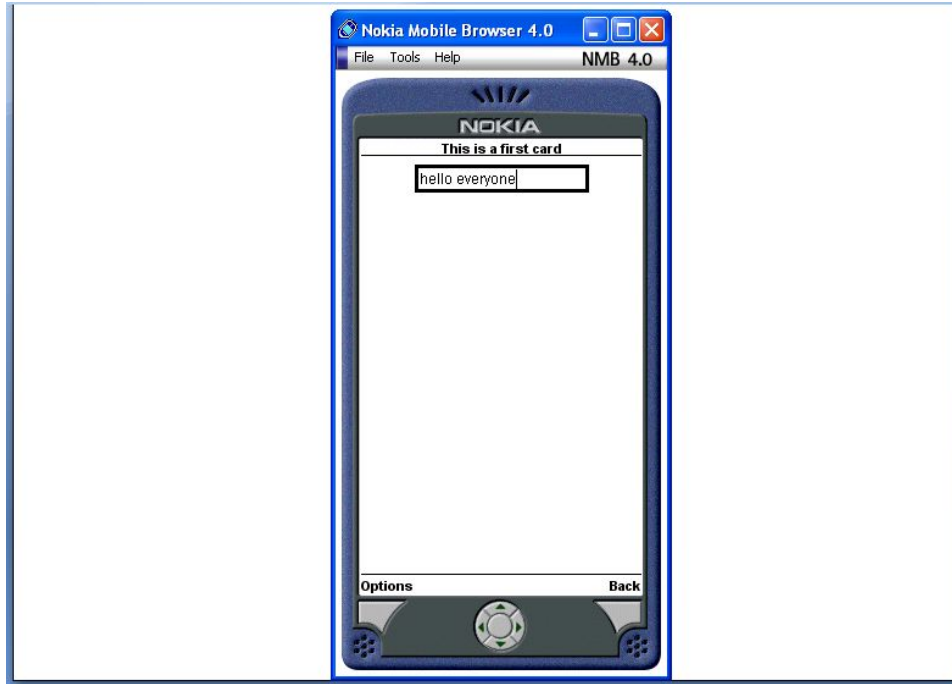 Nokia Mobile Browser 4.0
File Tools Help NMB 4.0
NOKIA
This is a first card
hello everyone
Options Back